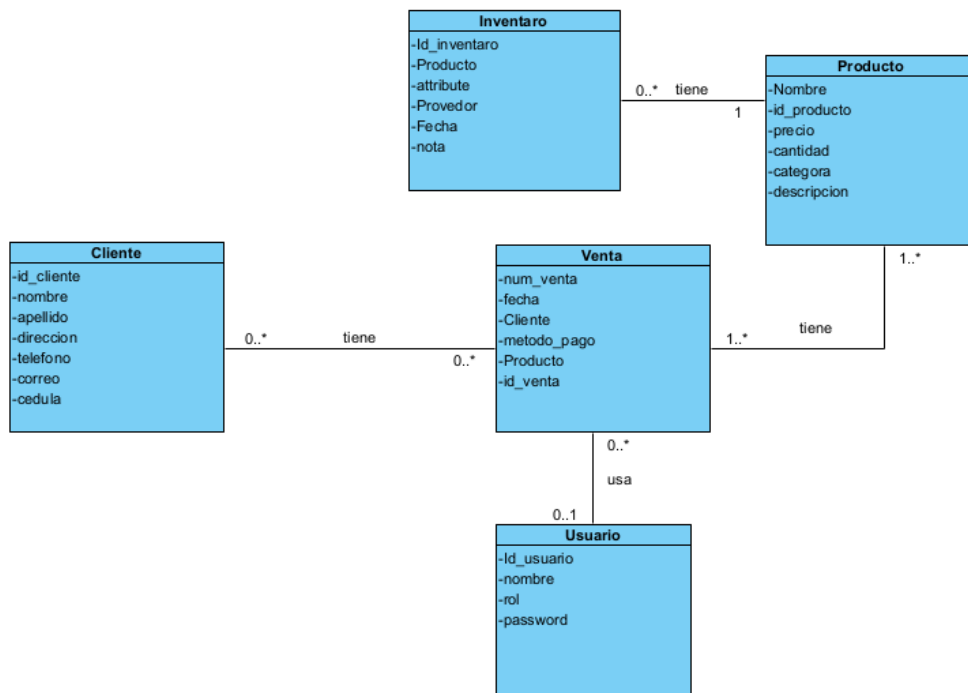 Inventaro
-Id_inventaro
-Producto
-attribute
-Provedor
-Fecha
-nota
0..* tiene
1
Producto
-Nombre
-id_producto
-precio
-cantidad
-categora
-descripcion
1..*
tiene
1..*
Cliente
-id_cliente
-nombre
-apellido
-direccion
-telefono
-correo
-cedula
0..* tiene
0..*
Venta
-num_venta
-fecha
-Cliente
-metodo_pago
-Producto
-id_venta
0..*
usa
0..1
Usuario
-Id_usuario
-nombre
-rol
-password